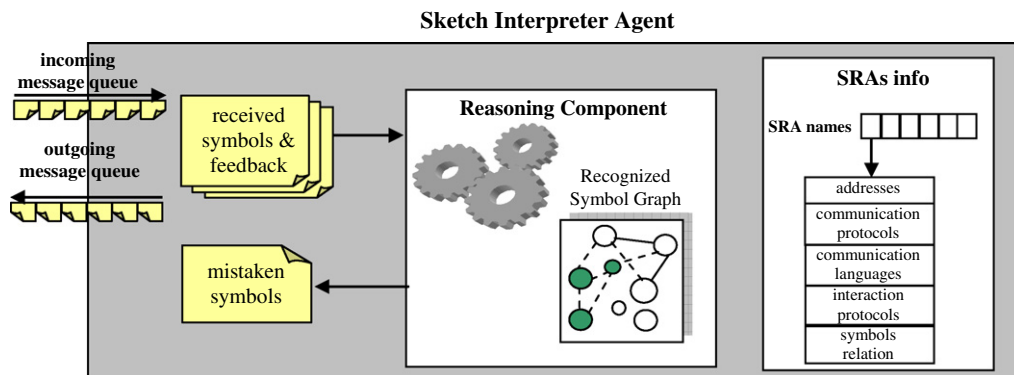 Sketch Interpreter Agent
incoming
message queue
outgoing
message queue
received
symbols &
feedback
mistaken
symbols
Reasoning Component
Recognized
Symbol Graph
SRAs info
SRA names
addresses
communication
protocols
communication
languages
interaction
protocols
symbols
relation